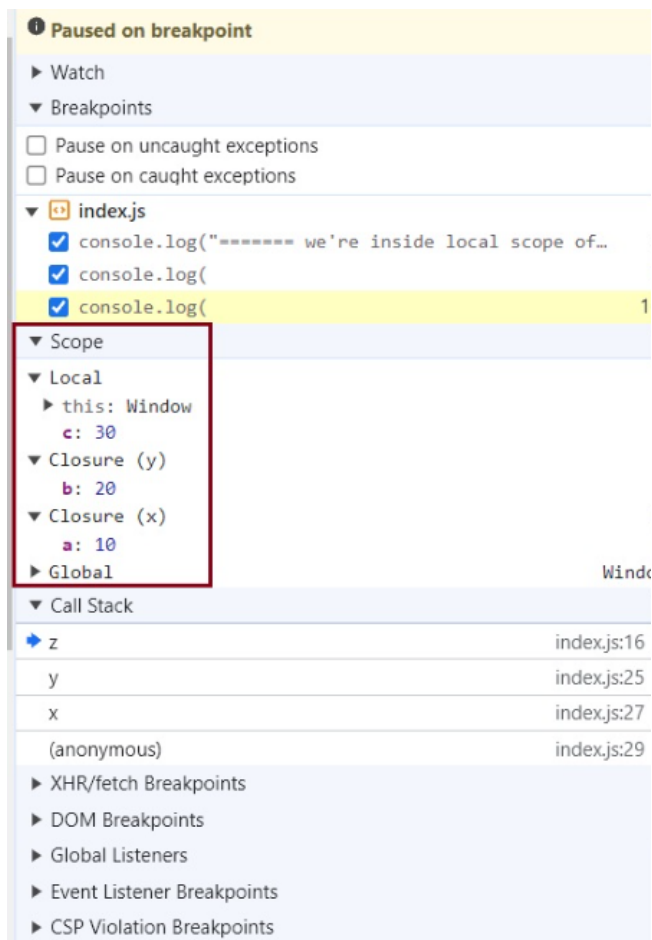 Paused on breakpoint
Watch
Breakpoints
Pause on uncaught exceptions
Pause on caught exceptions
index.js
console.log("======= we're inside local scope of…
console.log(
console.log( 1
Scope
Local
this: Window
c: 30
Closure (y)
b: 20
Closure (x)
a: 10
Global Windo
Call Stack
z index.js:16
y index.js:25
x index.js:27
(anonymous) index.js:29
XHR/fetch Breakpoints
DOM Breakpoints
Global Listeners
Event Listener Breakpoints
CSP Violation Breakpoints